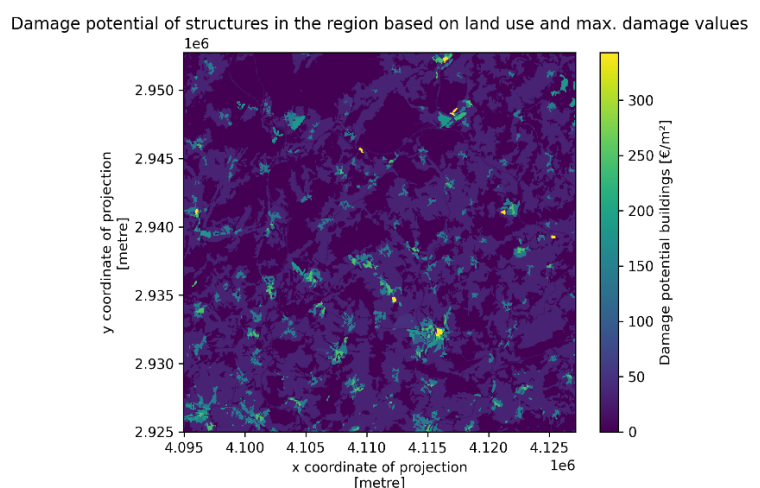 Damage potential of structures in the region based on land use and max. damage values
1e6
2.950
2.945
2.940
2.935
2.930
2.925
y coordinate of projection
[metre]
4.095 4.100 4.105 4.110 4.115 4.120 4.125
1e6
x coordinate of projection
[metre]
300
250
200
150
100
50
0
Damage potential buildings [€/m²]